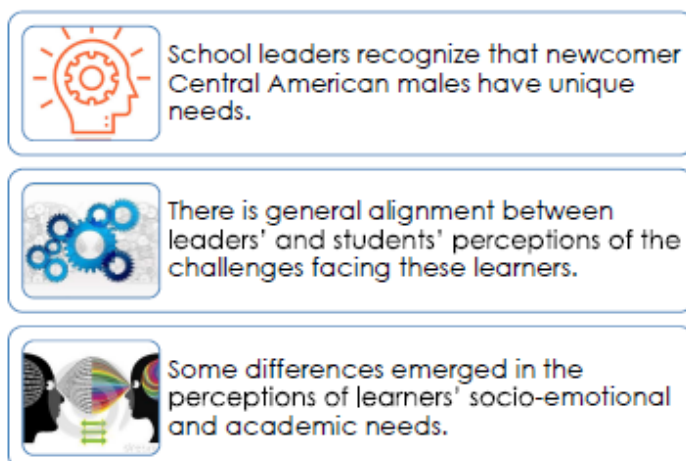 School leaders recognize that newcomer
Central American males have unique
needs.
There is general alignment between
leaders' and students' perceptions of the
challenges facing these learners.
Some differences emerged in the
perceptions of learners' socio-emotional
and academic needs.